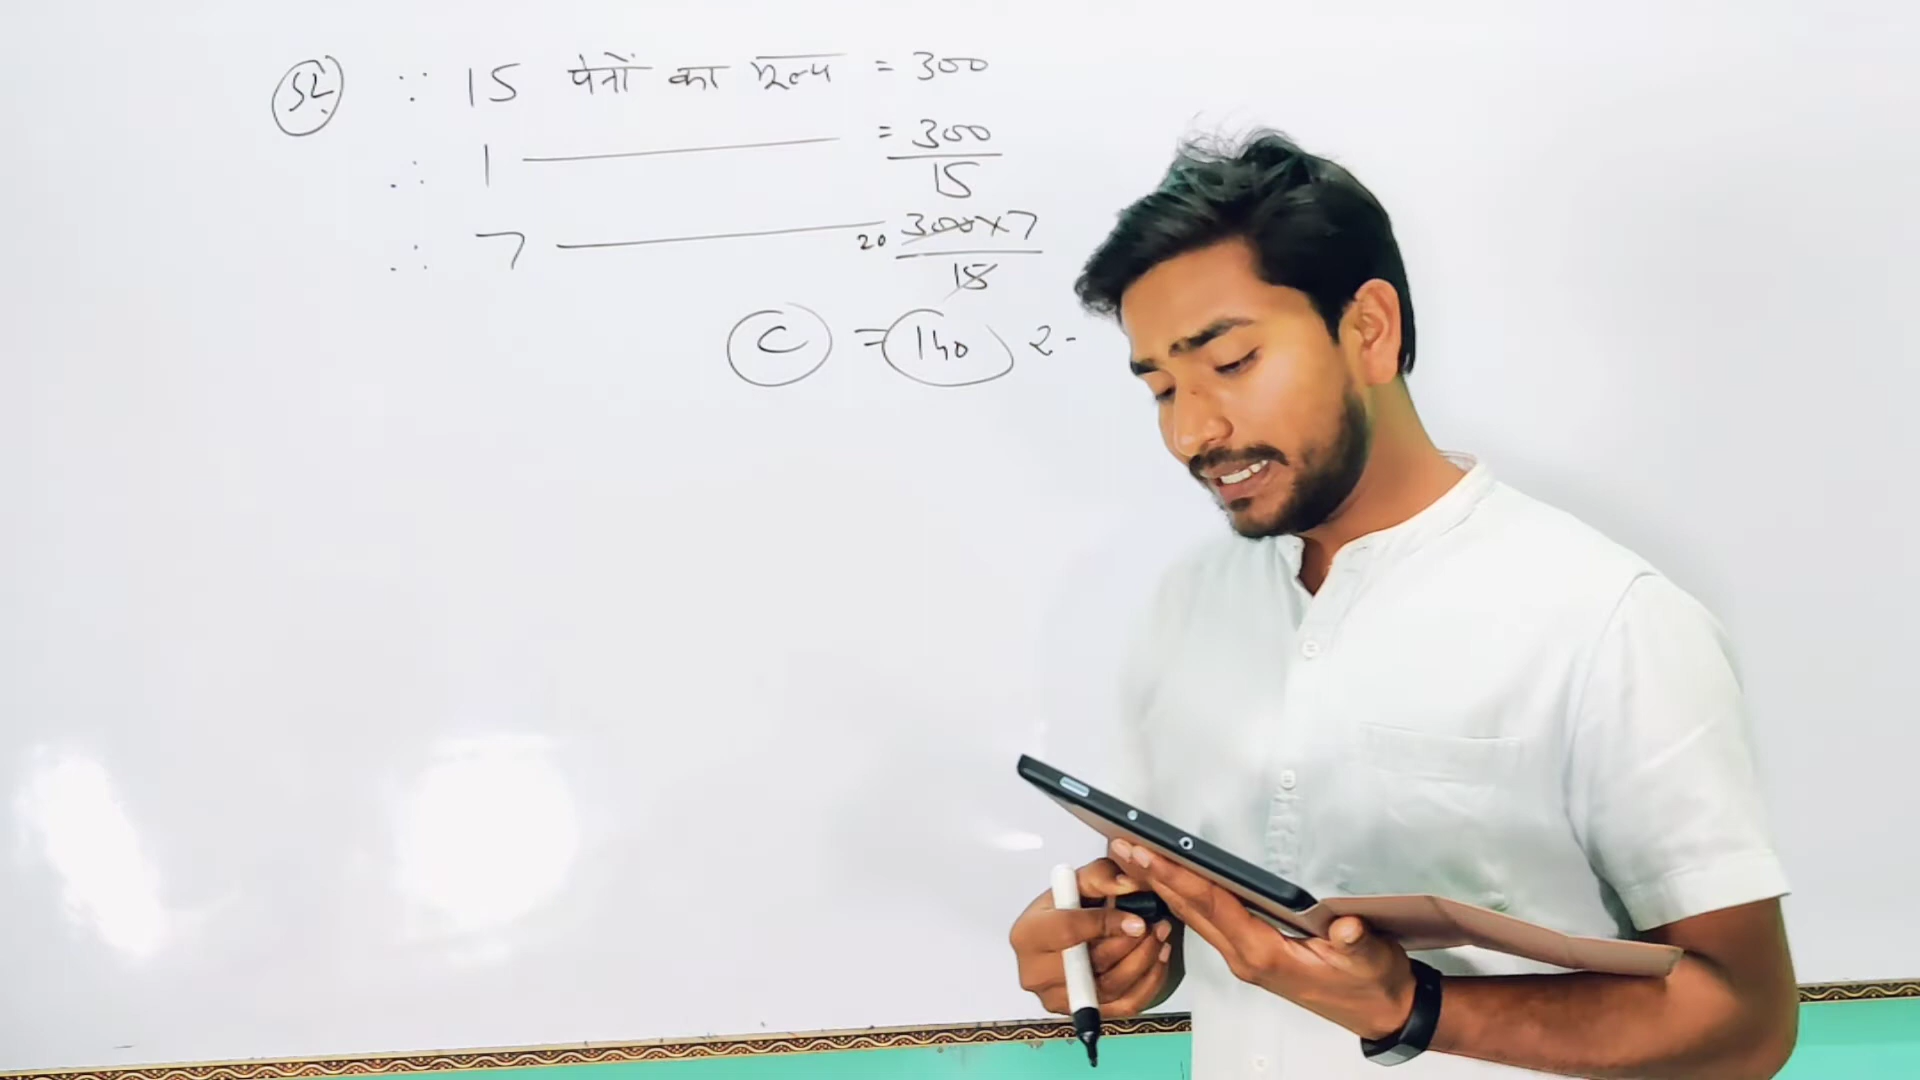 52 ∵ 15 पेनों का मूल्य = 300
∴ 1 ——— = 300/15
∴ 7 ——— 20 300×7/15
C = 140 रु-